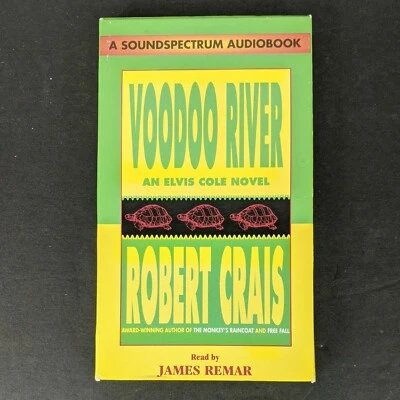 A SOUNDSPECTRUM AUDIOBOOK
VOODOO RIVER
AN ELVIS COLE NOVEL
ROBERT CRAIS
AWARD-WINNING AUTHOR OF THE MONKEY'S RAINCOAT AND FREE FALL
Read by
JAMES REMAR